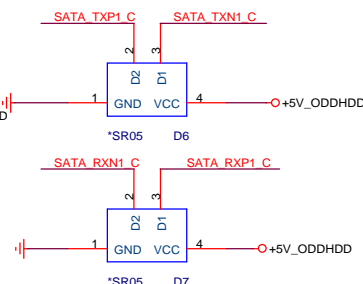 SATA_TXP1_C SATA_TXN1_C
2 3
D2 D1
1 GND VCC 4 +5V_ODDHDD
D
*SR05 D6
SATA_RXN1_C SATA_RXP1_C
2 3
D2 D1
1 GND VCC 4 +5V_ODDHDD
*SR05 D7